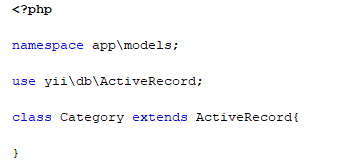 <?php
namespace app\models;
use yii\db\ActiveRecord;
class Category extends ActiveRecord{
}